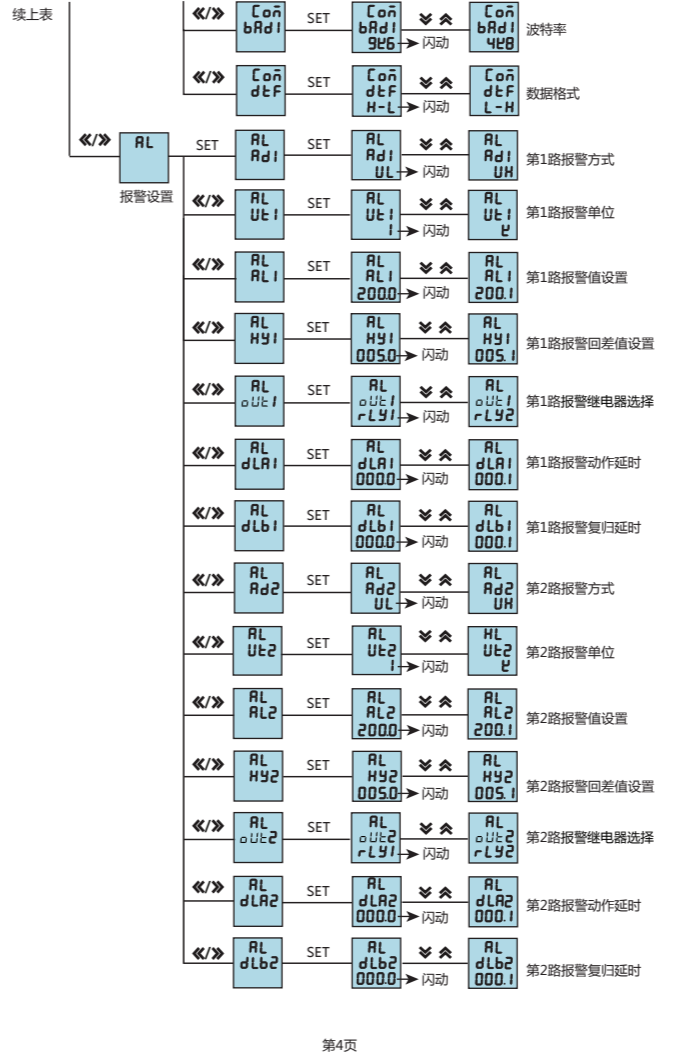 续上表
《/》 Con bAd1 SET Con bAd1 9K6 闪动 Con bAd1 4K8 波特率
《/》 Con dtF SET Con dtF H-L 闪动 Con dtF L-H 数据格式
《/》 AL 报警设置 SET AL Ad1 SET AL Ad1 UL 闪动 AL Ad1 UH 第1路报警方式
《/》 AL Ut1 SET AL Ut1 1 闪动 AL Ut1 K 第1路报警单位
《/》 AL AL1 SET AL AL1 200.0 闪动 AL AL1 200.1 第1路报警值设置
《/》 AL HY1 SET AL HY1 005.0 闪动 AL HY1 005.1 第1路报警回差值设置
《/》 AL oUt1 SET AL oUt1 rLY1 闪动 AL oUt1 rLY2 第1路报警继电器选择
《/》 AL dLA1 SET AL dLA1 000.0 闪动 AL dLA1 000.1 第1路报警动作延时
《/》 AL dLb1 SET AL dLb1 000.0 闪动 AL dLb1 000.1 第1路报警复归延时
《/》 AL Ad2 SET AL Ad2 UL 闪动 AL Ad2 UH 第2路报警方式
《/》 AL Ut2 SET AL Ut2 1 闪动 HL Ut2 K 第2路报警单位
《/》 AL AL2 SET AL AL2 200.0 闪动 AL AL2 200.1 第2路报警值设置
《/》 AL HY2 SET AL HY2 005.0 闪动 AL HY2 005.1 第2路报警回差值设置
《/》 AL oUt2 SET AL oUt2 rLY1 闪动 AL oUt2 rLY2 第2路报警继电器选择
《/》 AL dLA2 SET AL dLA2 000.0 闪动 AL dLA2 000.1 第2路报警动作延时
《/》 AL dLb2 SET AL dLb2 000.0 闪动 AL dLb2 000.1 第2路报警复归延时
第4页